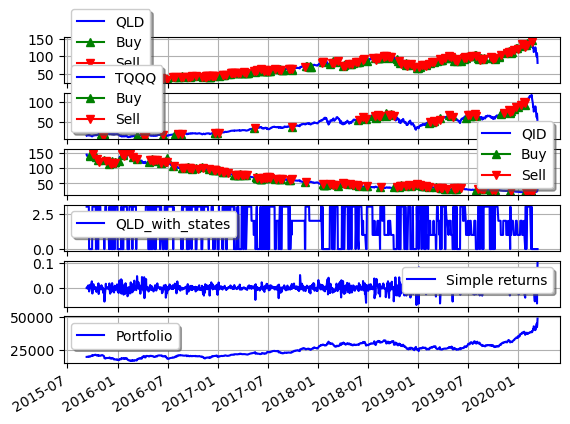 QLD
Buy
Sell
150
100
50
TQQQ
Buy
Sell
100
50
QID
Buy
Sell
150
100
50
QLD_with_states
2.5
0.0
Simple returns
0.1
0.0
Portfolio
50000
25000
2015-07
2016-01
2016-07
2017-01
2017-07
2018-01
2018-07
2019-01
2019-07
2020-01